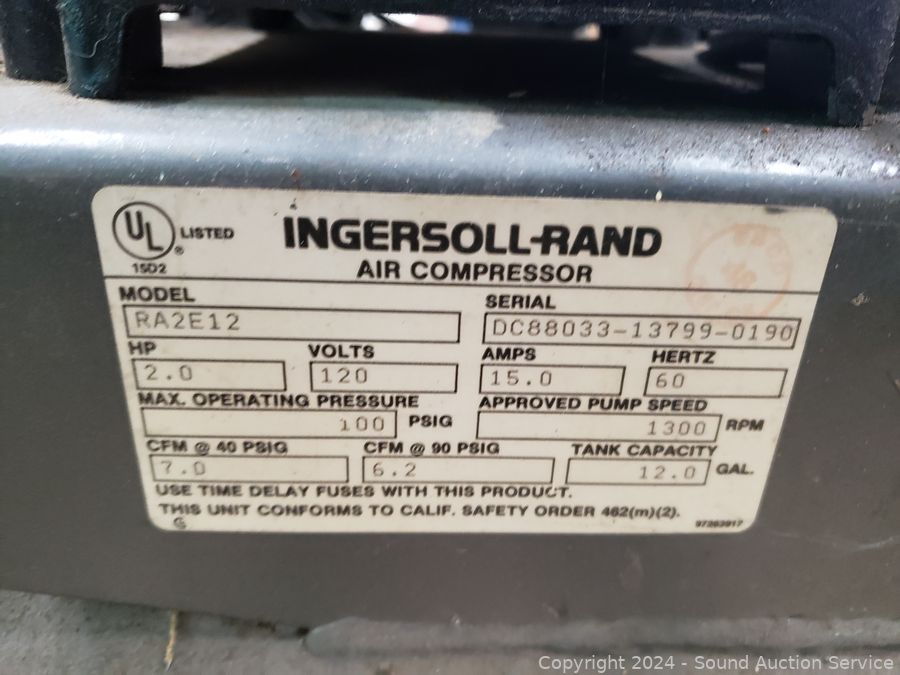 UL
®
LISTED
15D2
INGERSOLL-RAND
AIR COMPRESSOR
MODEL
RA2E12
SERIAL
DC88033-13799-0190
HP
2.0
VOLTS
120
AMPS
15.0
HERTZ
60
MAX. OPERATING PRESSURE
100 PSIG
APPROVED PUMP SPEED
1300 RPM
CFM @ 40 PSIG
7.0
CFM @ 90 PSIG
6.2
TANK CAPACITY
12.0 GAL.
USE TIME DELAY FUSES WITH THIS PRODUCT.
THIS UNIT CONFORMS TO CALIF. SAFETY ORDER 462(m)(2).
G
Copyright © 2024 - Sound Auction Service